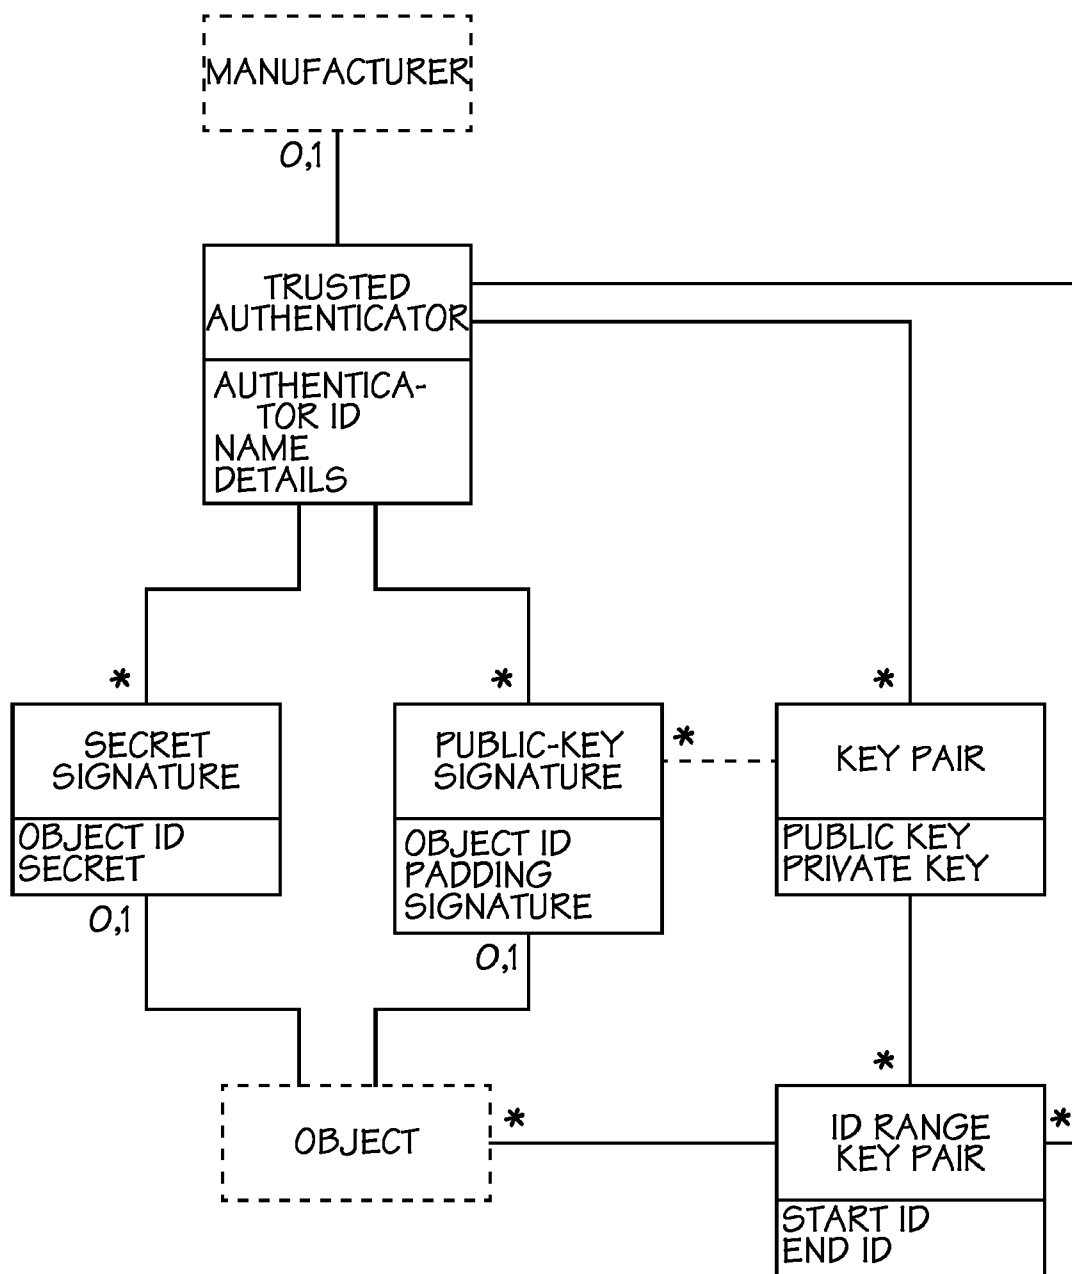 MANUFACTURER
0,1
TRUSTED
AUTHENTICATOR
AUTHENTICA-
TOR ID
NAME
DETAILS
*
*
*
SECRET
SIGNATURE
OBJECT ID
SECRET
0,1
PUBLIC-KEY
SIGNATURE
*
OBJECT ID
PADDING
SIGNATURE
0,1
KEY PAIR
PUBLIC KEY
PRIVATE KEY
*
OBJECT
*
ID RANGE
KEY PAIR
*
START ID
END ID